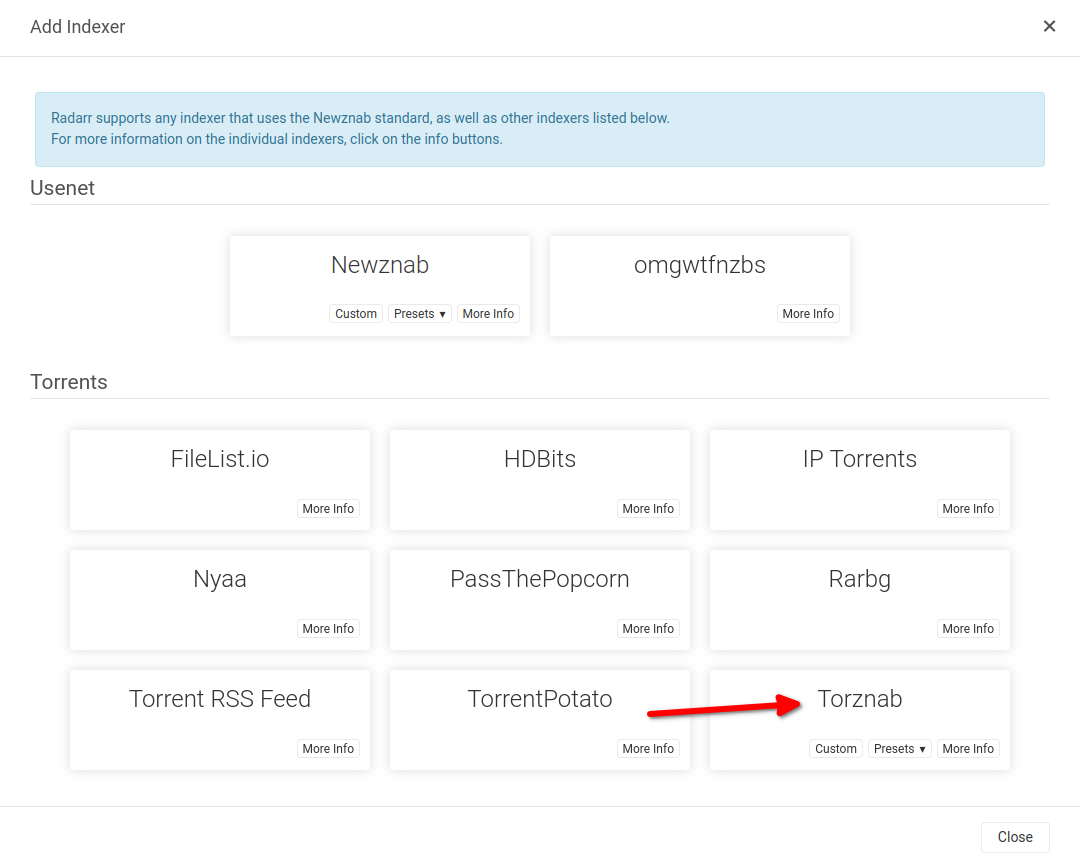 Add Indexer
Radarr supports any indexer that uses the Newznab standard, as well as other indexers listed below.
For more information on the individual indexers, click on the info buttons.
Usenet
Newznab
Custom Presets ▾ More Info
omgwtfnzbs
More Info
Torrents
FileList.io
More Info
HDBits
More Info
IP Torrents
More Info
Nyaa
More Info
PassThePopcorn
More Info
Rarbg
More Info
Torrent RSS Feed
More Info
TorrentPotato
More Info
Torznab
Custom Presets ▾ More Info
Close